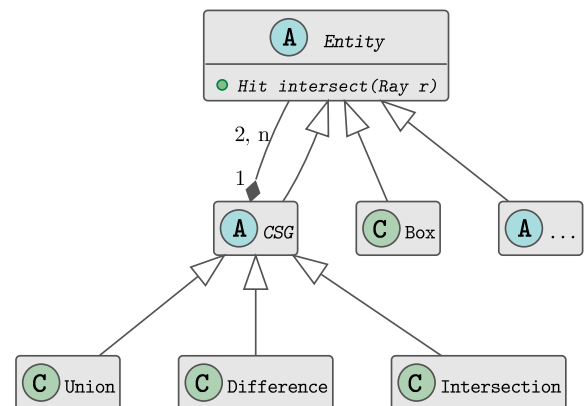 A Entity
Hit intersect(Ray r)
2, n
1
A CSG
C Box
A ...
C Union
C Difference
C Intersection